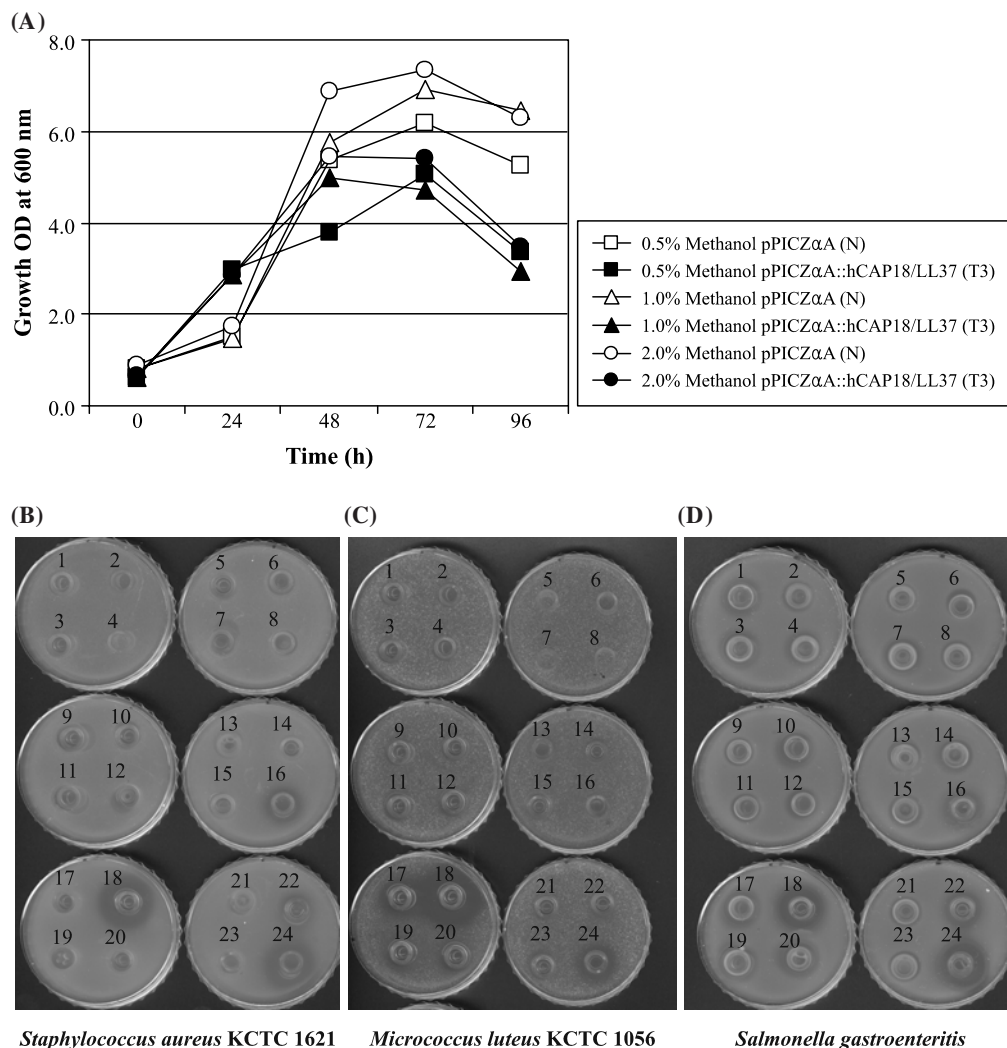 (A)
8.0
6.0
4.0
2.0
0.0
Growth OD at 600 nm
0 24 48 72 96
Time (h)
0.5% Methanol pPICZαA (N)
0.5% Methanol pPICZαA::hCAP18/LL37 (T3)
1.0% Methanol pPICZαA (N)
1.0% Methanol pPICZαA::hCAP18/LL37 (T3)
2.0% Methanol pPICZαA (N)
2.0% Methanol pPICZαA::hCAP18/LL37 (T3)
(B)
1 2
3 4
5 6
7 8
9 10
11 12
13 14
15 16
17 18
19 20
21 22
23 24
Staphylococcus aureus KCTC 1621
(C)
1 2
3 4
5 6
7 8
9 10
11 12
13 14
15 16
17 18
19 20
21 22
23 24
Micrococcus luteus KCTC 1056
(D)
1 2
3 4
5 6
7 8
9 10
11 12
13 14
15 16
17 18
19 20
21 22
23 24
Salmonella gastroenteritis